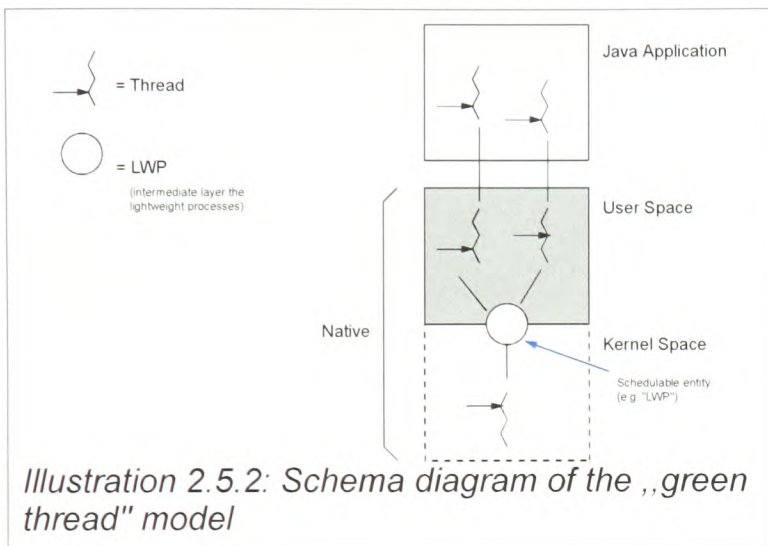 = Thread
= LWP
(intermediate layer the
lightweight processes)
Java Application
User Space
Native
Kernel Space
Schedulable entity
(e.g. "LWP")
Illustration 2.5.2: Schema diagram of the ,,green
thread" model